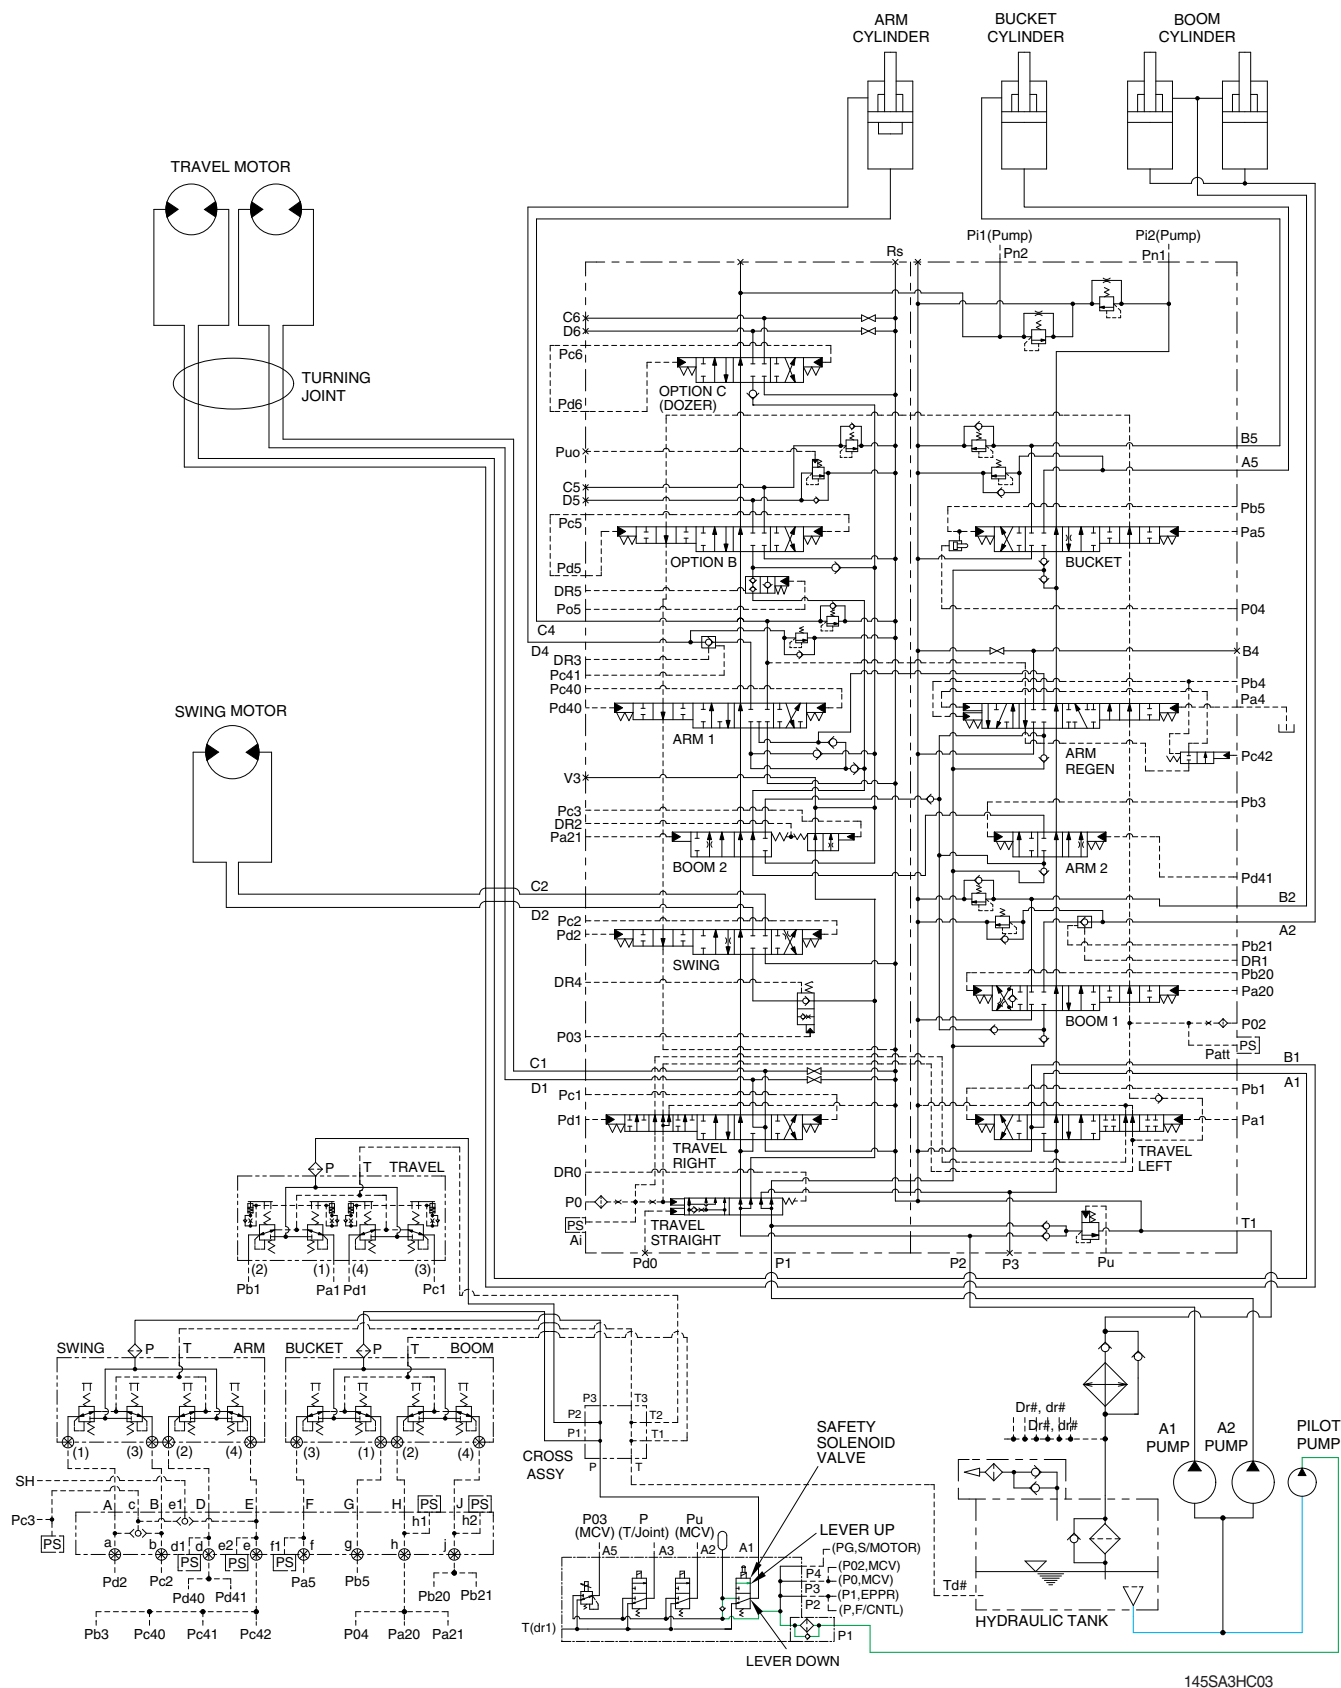 ARM
CYLINDER
BUCKET
CYLINDER
BOOM
CYLINDER
TRAVEL MOTOR
TURNING
JOINT
SWING MOTOR
Rs
Pi1(Pump)
Pn2
Pi2(Pump)
Pn1
C6
D6
Pc6
Pd6
OPTION C
(DOZER)
Puo
C5
D5
Pc5
Pd5
OPTION B
DR5
Po5
C4
D4
DR3
Pc41
Pc40
Pd40
ARM 1
V3
Pc3
DR2
Pa21
BOOM 2
C2
D2
Pc2
Pd2
SWING
DR4
P03
C1
D1
Pc1
Pd1
TRAVEL
RIGHT
DR0
P0
PS
Ai
TRAVEL
STRAIGHT
Pd0
P1
P2
P3
Pu
T1
B5
A5
Pb5
Pa5
BUCKET
P04
B4
Pb4
Pa4
ARM
REGEN
Pc42
Pb3
ARM 2
Pd41
B2
A2
Pb21
DR1
Pb20
Pa20
BOOM 1
P02
PS
Patt
B1
A1
Pb1
Pa1
TRAVEL
LEFT
P
T
TRAVEL
(2)
(1)
(4)
(3)
Pb1
Pa1
Pd1
Pc1
SWING
P
T
ARM
BUCKET
P
T
BOOM
(1)
(3)
(2)
(4)
(3)
(1)
(2)
(4)
SH
A
c
B
e1
D
E
F
G
H
PS
J
PS
h1
h2
Pc3
PS
a
b
d1
d
e2
e
f1
f
g
h
j
PS
PS
PS
Pd2
Pc2
Pd40
Pd41
Pa5
Pb5
Pb20
Pb21
Pb3
Pc40
Pc41
Pc42
P04
Pa20
Pa21
P3
T3
P2
T2
P1
T1
P
T
CROSS
ASSY
SAFETY
SOLENOID
VALVE
LEVER UP
LEVER DOWN
P03
(MCV)
P
(T/Joint)
Pu
(MCV)
A5
A3
A2
A1
T(dr1)
(PG,S/MOTOR)
P4
(P02,MCV)
(P0,MCV)
P3
(P1,EPPR)
P2
(P,F/CNTL)
P1
Td#
Dr#, dr#
Dr#, dr#
HYDRAULIC TANK
A1
PUMP
A2
PUMP
PILOT
PUMP
145SA3HC03